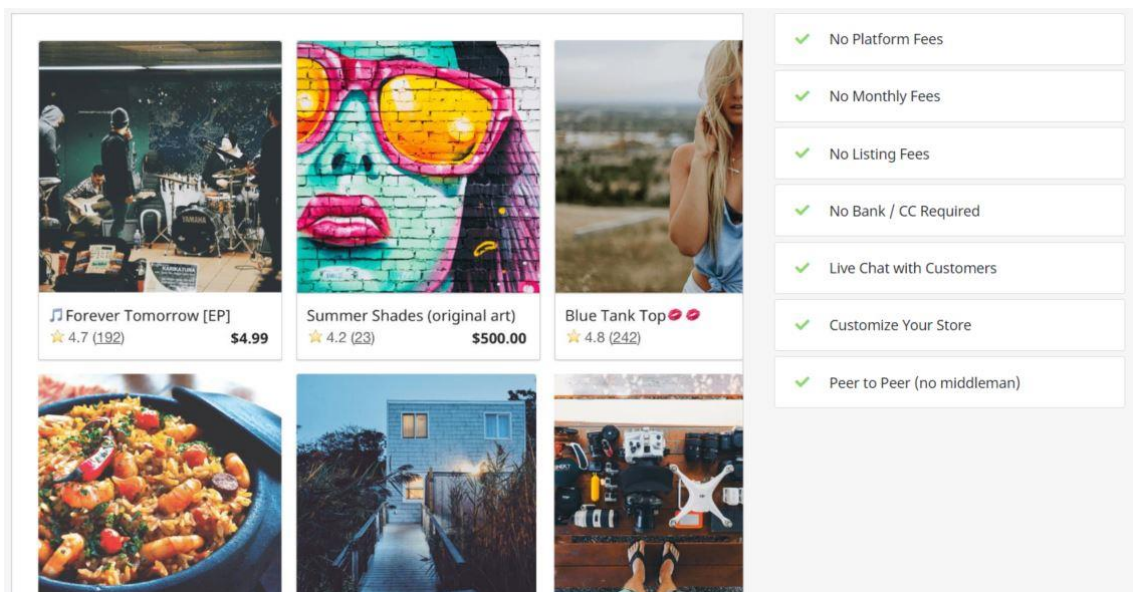 🎵Forever Tomorrow [EP]
⭐ 4.7 (192) $4.99
Summer Shades (original art)
⭐ 4.2 (23) $500.00
Blue Tank Top💋 💋
⭐ 4.8 (242)
YAMAHA
No Platform Fees
No Monthly Fees
No Listing Fees
No Bank / CC Required
Live Chat with Customers
Customize Your Store
Peer to Peer (no middleman)